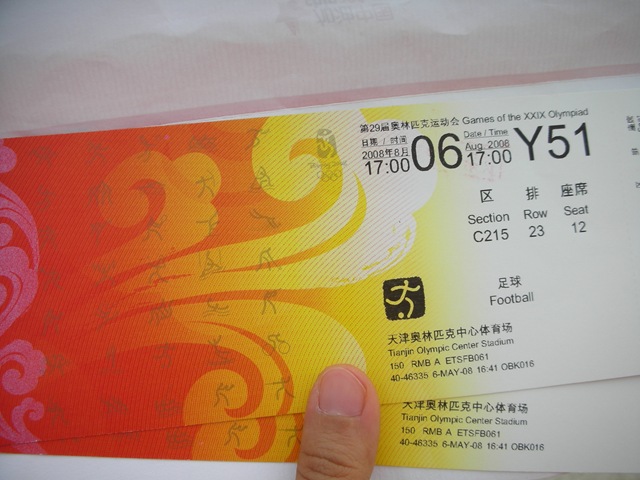 第29届奥林匹克运动会 Games of the XXIX Olympiad
日期 / 时间
2008年8月
17:00
06
Date / Time
Aug. 2008
17:00
Y51
区 排 座席
Section Row Seat
C215 23 12
足球
Football
天津奥林匹克中心体育场
Tianjin Olympic Center Stadium
150 RMB A ETSFB061
40-46335 6-MAY-08 16:41 OBK016
天津奥林匹克中心体育场
Tianjin Olympic Center Stadium
150 RMB A ETSFB061
40-46335 6-MAY-08 16:41 OBK016